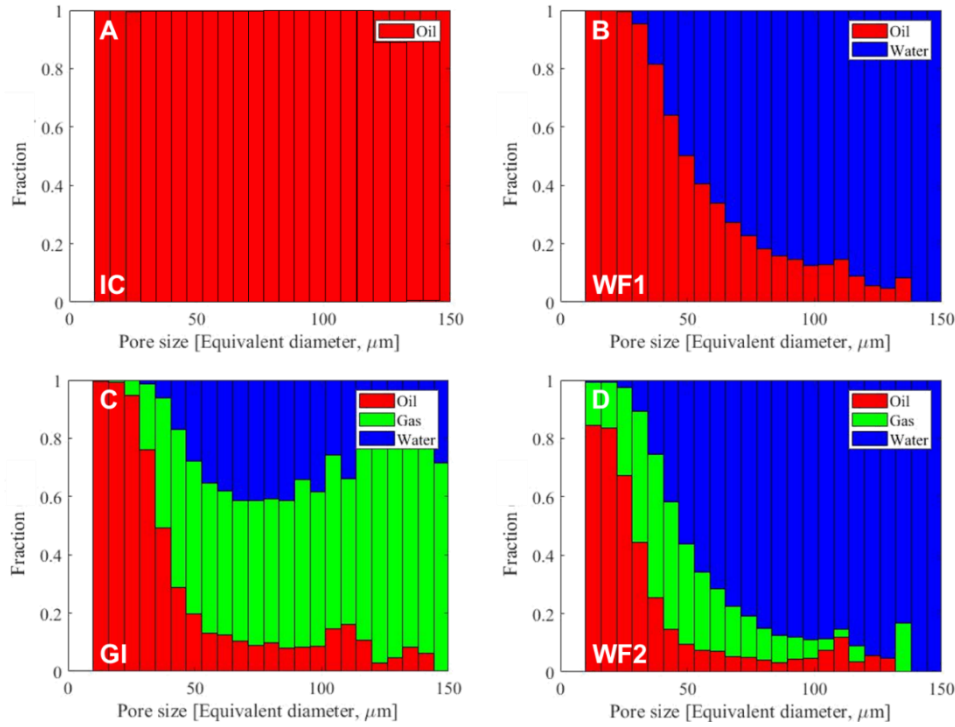 A
Oil
1
0.8
0.6
0.4
0.2
0
Fraction
IC
0 50 100 150
Pore size [Equivalent diameter, μm]
B
Oil
Water
1
0.8
0.6
0.4
0.2
0
Fraction
WF1
0 50 100 150
Pore size [Equivalent diameter, μm]
C
Oil
Gas
Water
1
0.8
0.6
0.4
0.2
0
Fraction
GI
0 50 100 150
Pore size [Equivalent diameter, μm]
D
Oil
Gas
Water
1
0.8
0.6
0.4
0.2
0
Fraction
WF2
0 50 100 150
Pore size [Equivalent diameter, μm]